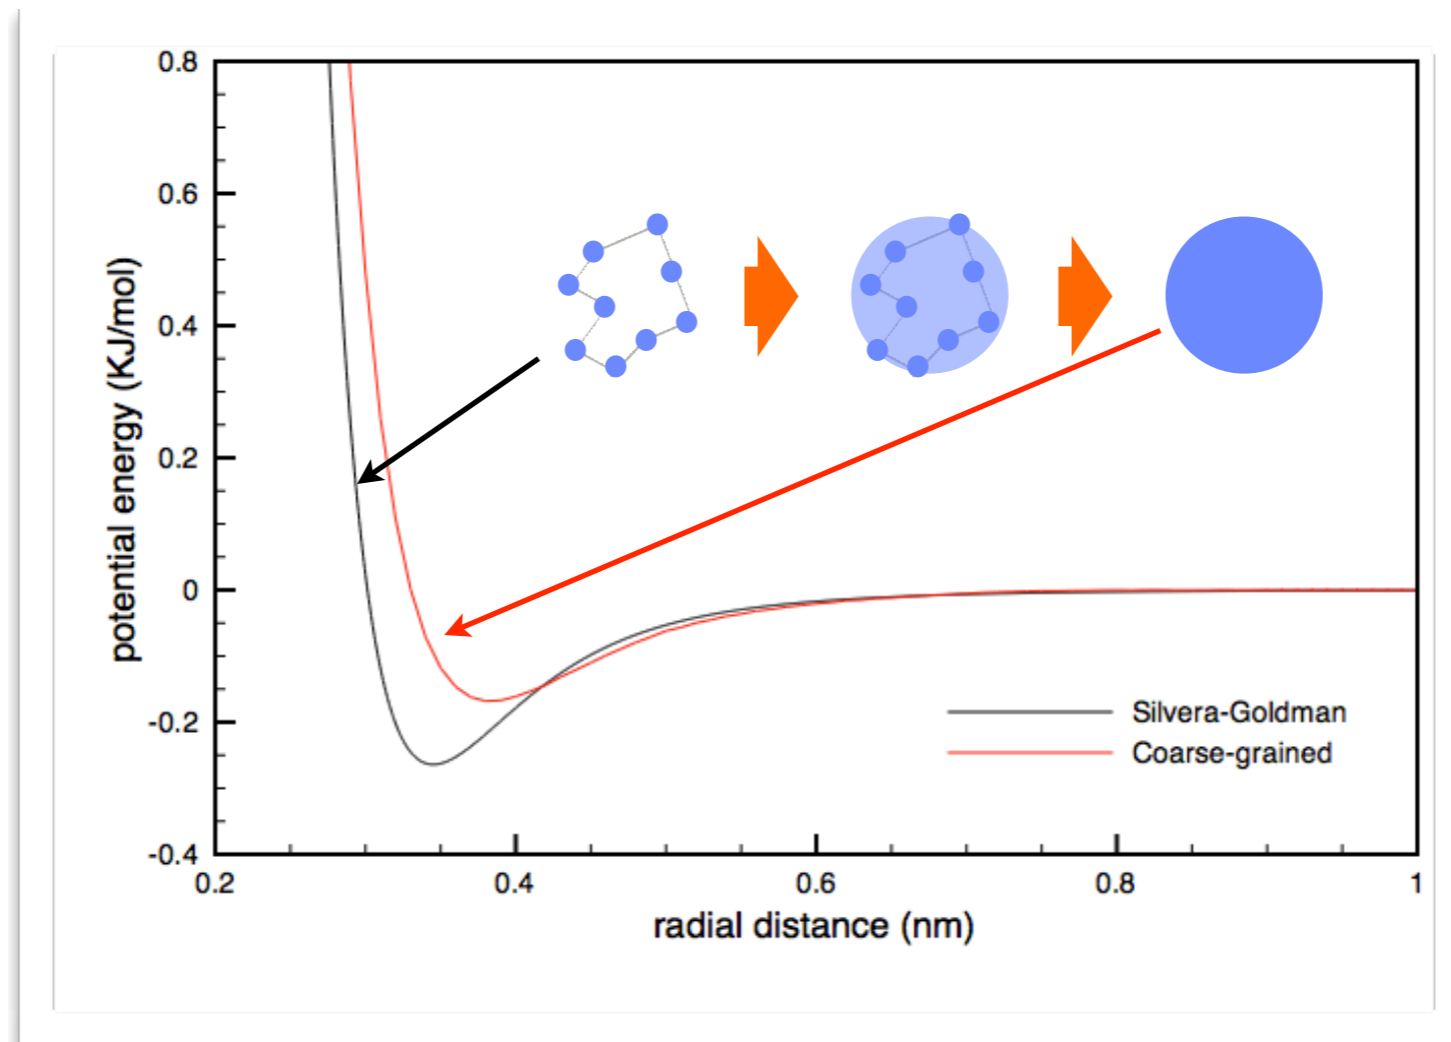 0.8
0.6
0.4
0.2
0
-0.2
-0.4
potential energy (KJ/mol)
Silvera-Goldman
Coarse-grained
0.2 0.4 0.6 0.8 1
radial distance (nm)